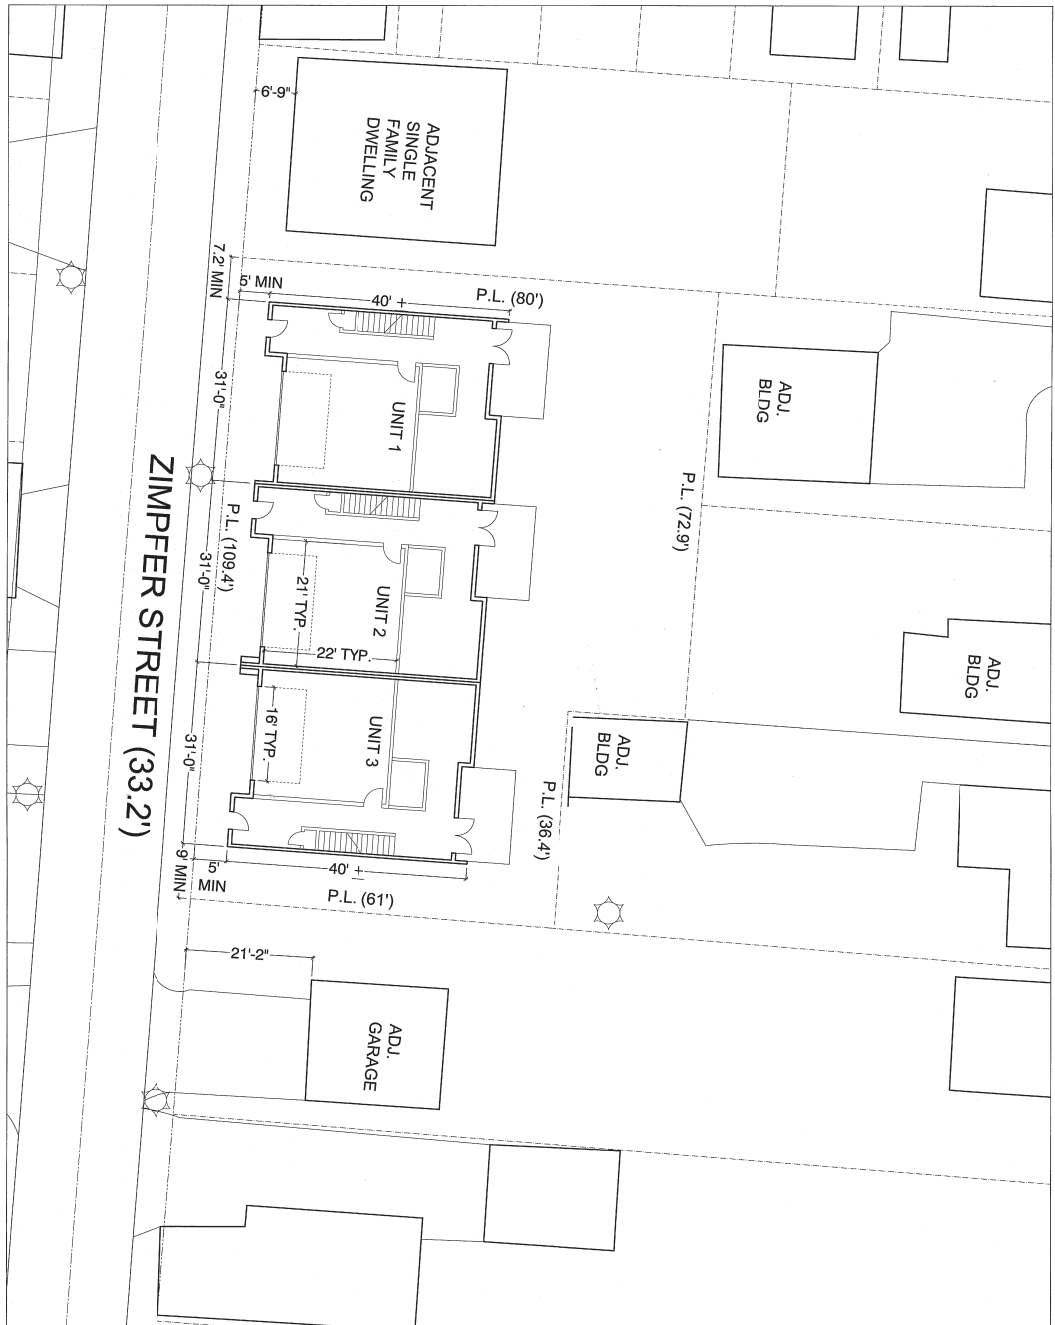 6'-9"
ADJACENT
SINGLE
FAMILY
DWELLING
7.2' MIN
5' MIN
40' +
P.L. (80')
31'-0"
UNIT 1
ADJ.
BLDG
P.L. (72.9')
P.L. (109.4')
31'-0"
21' TYP.
UNIT 2
22' TYP.
ZIMPFER STREET (33.2')
ADJ.
BLDG
ADJ.
BLDG
16' TYP.
UNIT 3
31'-0"
P.L. (36.4')
9' MIN
5'
MIN
40' +
P.L. (61')
21'-2"
ADJ.
GARAGE